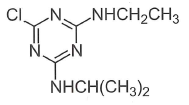 Cl N NHCH₂CH₃
N N
NHCH(CH₃)₂